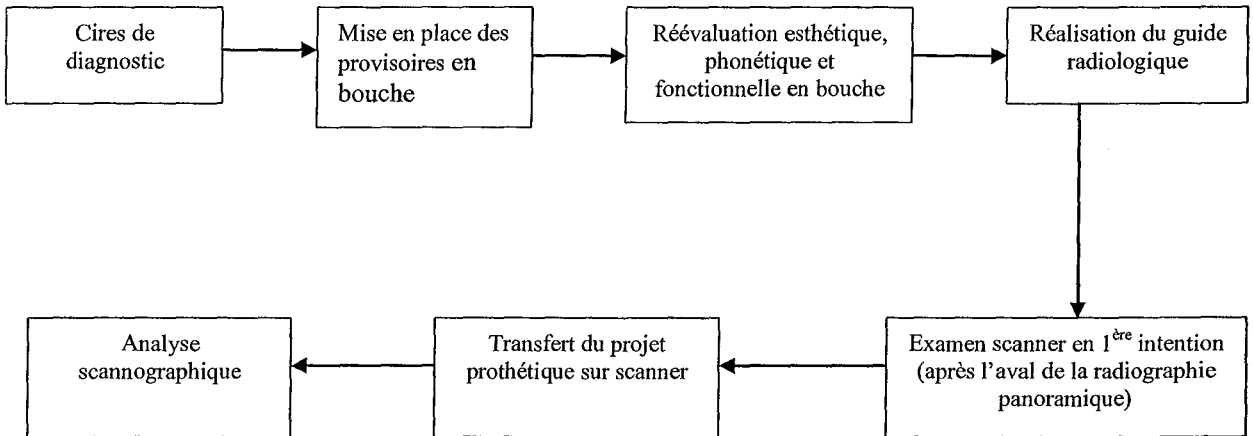 Cires de
diagnostic
Mise en place des
provisoires en
bouche
Réévaluation esthétique,
phonétique et
fonctionnelle en bouche
Réalisation du guide
radiologique
Examen scanner en 1ère intention
(après l'aval de la radiographie
panoramique)
Transfert du projet
prothétique sur scanner
Analyse
scannographique